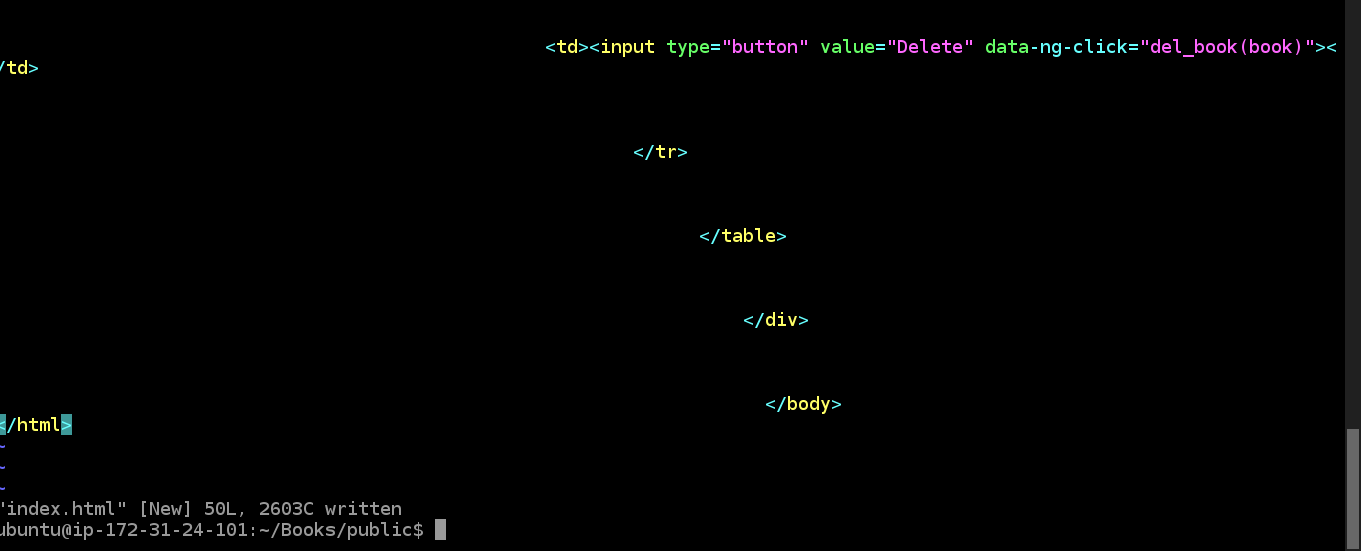 <td><input type="button" value="Delete" data-ng-click="del_book(book)"><
/td>
</tr>
</table>
</div>
</body>
</html>
~
~
~
"index.html" [New] 50L, 2603C written
ubuntu@ip-172-31-24-101:~/Books/public$